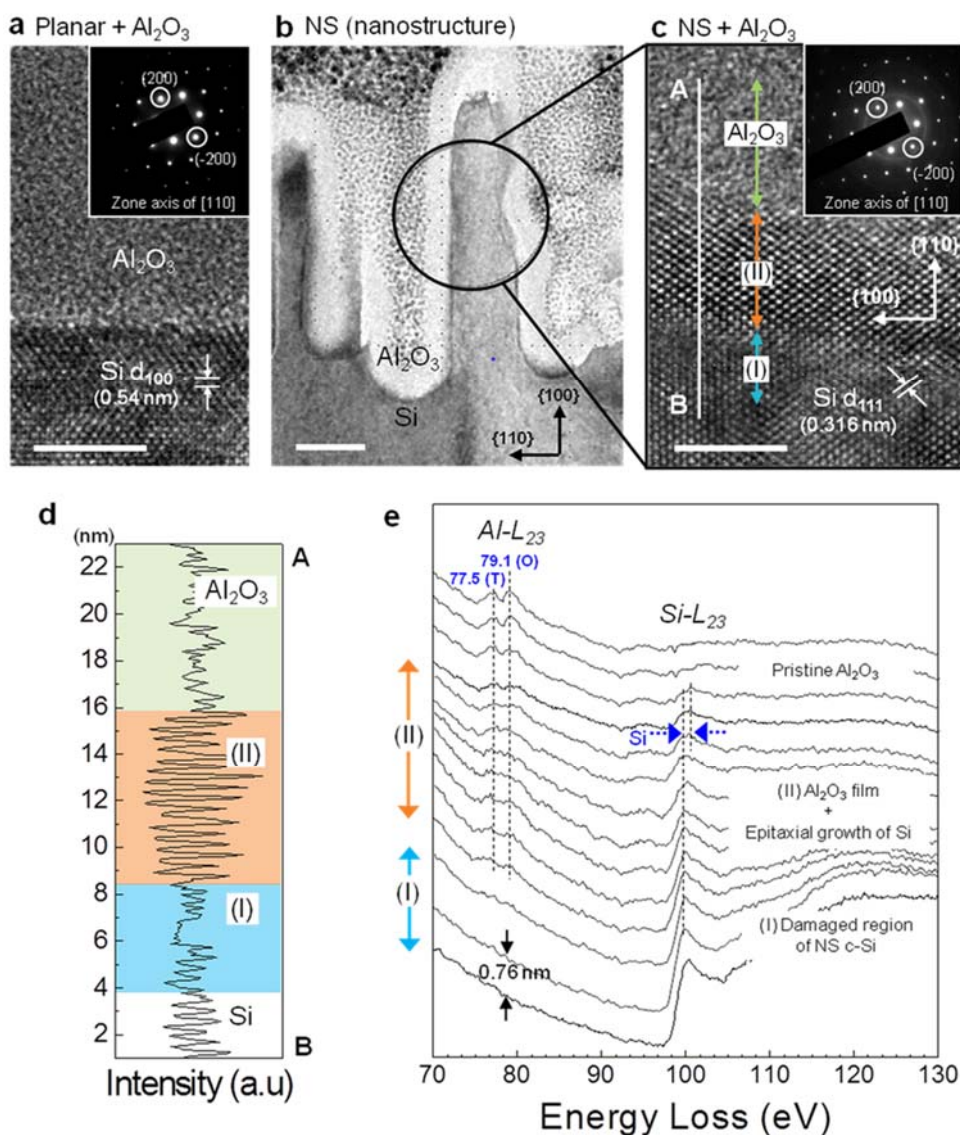 a Planar + Al₂O₃
(200)
(-200)
Zone axis of [110]
Al₂O₃
Si d₁₀₀
(0.54 nm)
b NS (nanostructure)
Al₂O₃
Si
{100}
{110}
c NS + Al₂O₃
A
Al₂O₃
(II)
(I)
B
(200)
(-200)
Zone axis of [110]
{110}
{100}
Si d₁₁₁
(0.316 nm)
d
(nm)
22
20
18
16
14
12
10
8
6
4
2
A
Al₂O₃
(II)
(I)
Si
B
Intensity (a.u)
e
Al-L₂₃
79.1 (O)
77.5 (T)
Si-L₂₃
Pristine Al₂O₃
Si
(II)
(II) Al₂O₃ film
+
Epitaxial growth of Si
(I)
(I) Damaged region
of NS c-Si
0.76 nm
70 80 90 100 110 120 130
Energy Loss (eV)